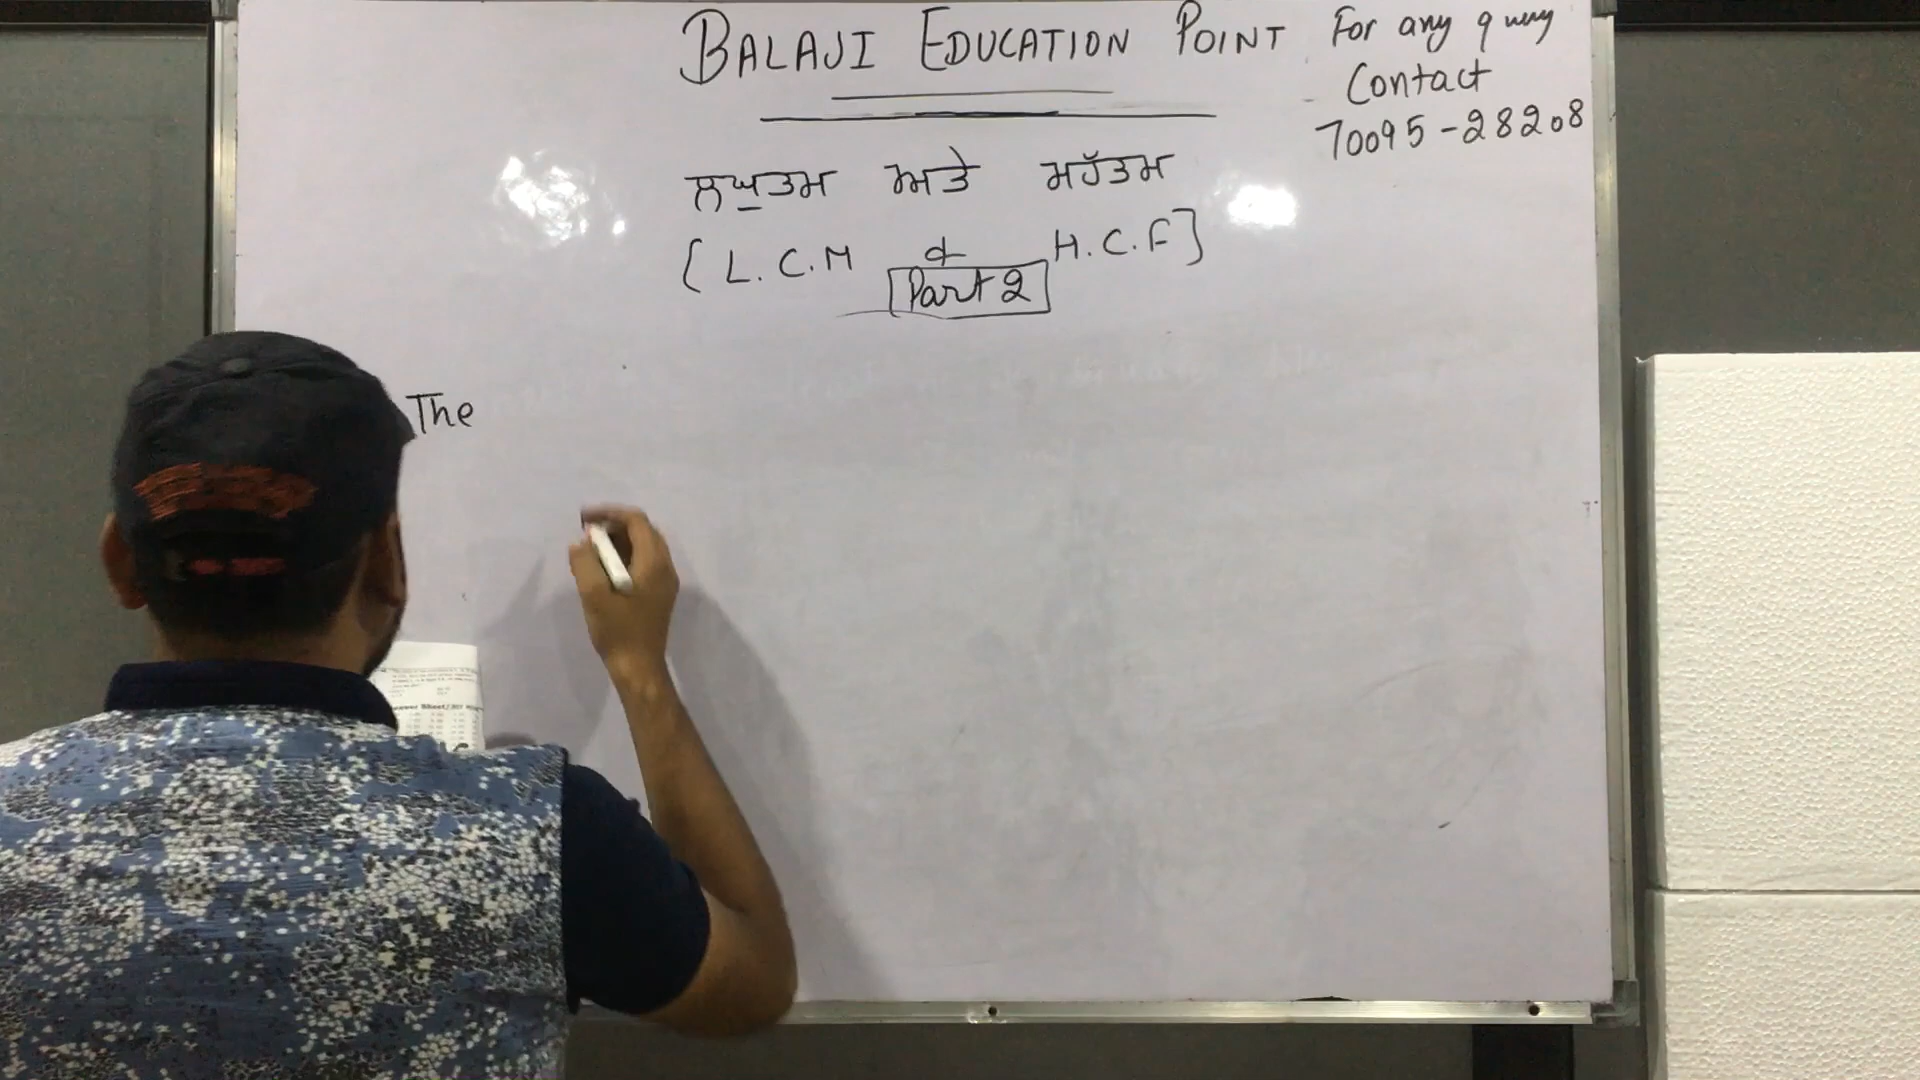 BALAJI EDUCATION POINT
For any query
Contact
70095-28208
ਲਘੁਤਮ ਅਤੇ ਮਹੱਤਮ
[L.C.M & H.C.F]
Part 2
The